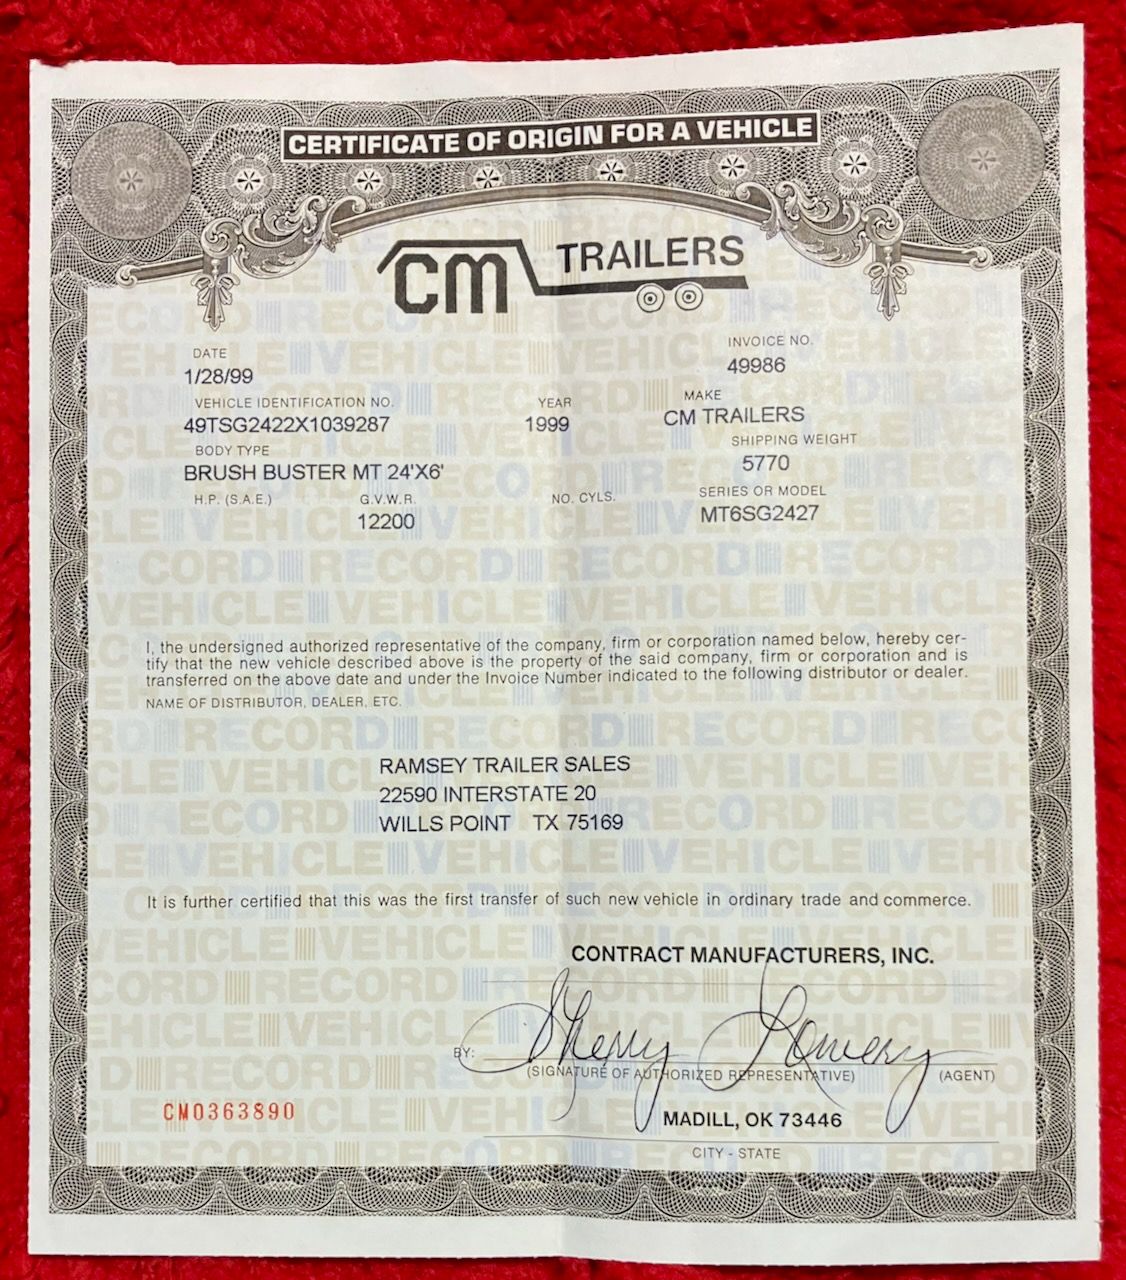 CERTIFICATE OF ORIGIN FOR A VEHICLE
CM TRAILERS
DATE
1/28/99
INVOICE NO.
49986
VEHICLE IDENTIFICATION NO.
49TSG2422X1039287
YEAR
1999
MAKE
CM TRAILERS
BODY TYPE
BRUSH BUSTER MT 24'X6'
SHIPPING WEIGHT
5770
H.P. (S.A.E.)
G.V.W.R.
12200
NO. CYLS.
SERIES OR MODEL
MT6SG2427
I, the undersigned authorized representative of the company, firm or corporation named below, hereby cer-
tify that the new vehicle described above is the property of the said company, firm or corporation and is
transferred on the above date and under the Invoice Number indicated to the following distributor or dealer.
NAME OF DISTRIBUTOR, DEALER, ETC.
RAMSEY TRAILER SALES
22590 INTERSTATE 20
WILLS POINT TX 75169
It is further certified that this was the first transfer of such new vehicle in ordinary trade and commerce.
CONTRACT MANUFACTURERS, INC.
BY: Sherry
(SIGNATURE OF AUTHORIZED REPRESENTATIVE) (AGENT)
CM0363890
MADILL, OK 73446
CITY - STATE